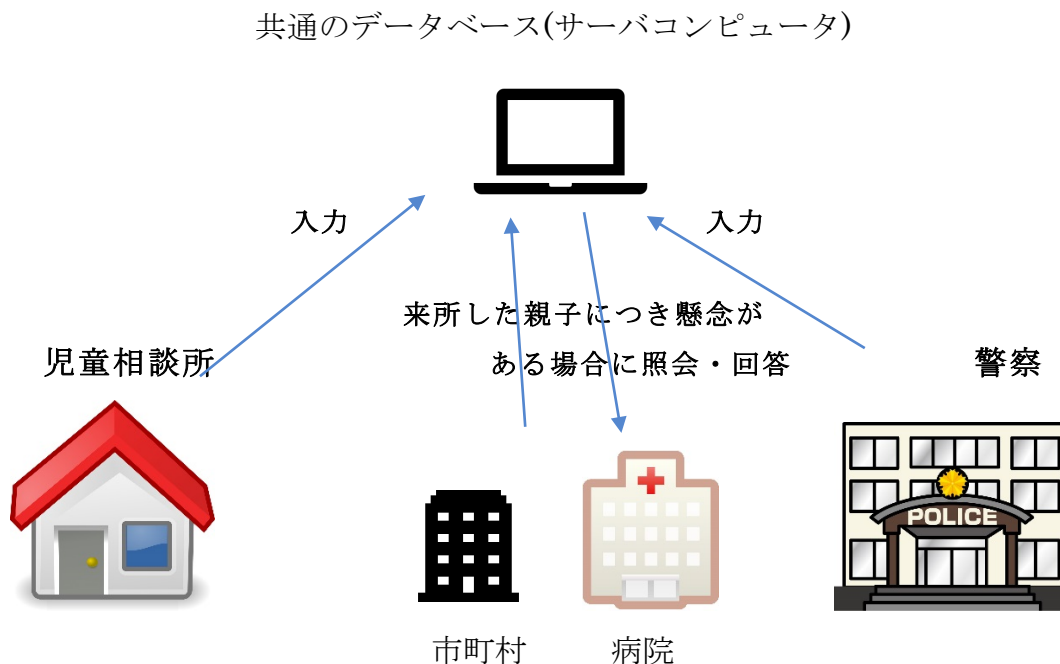 共通のデータベース(サーバコンピュータ)
入力
入力
来所した親子につき懸念が
ある場合に照会・回答
児童相談所
警察
POLICE
市町村
病院